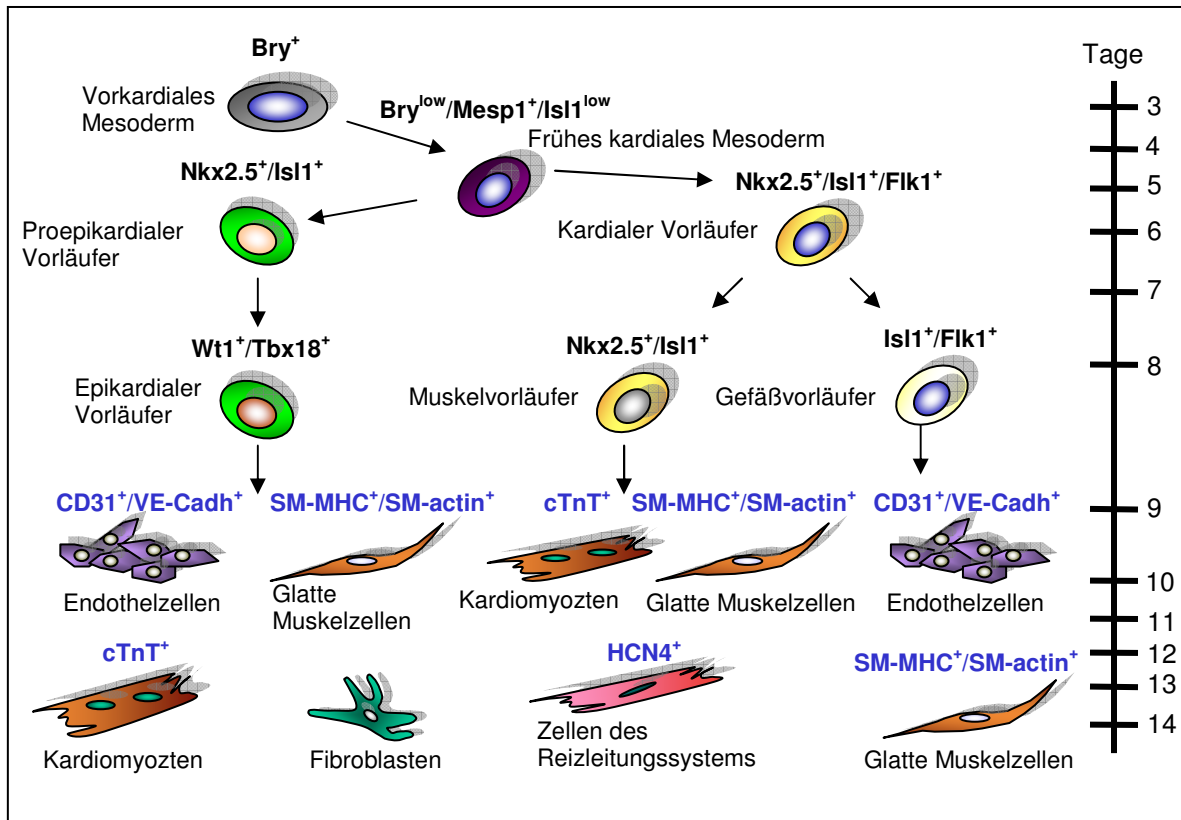 Bry⁺
Tage
Vorkardiales
Mesoderm
Bryˡᵒʷ/Mesp1⁺/Isl1ˡᵒʷ
3
Frühes kardiales Mesoderm
4
Nkx2.5⁺/Isl1⁺
Nkx2.5⁺/Isl1⁺/Flk1⁺
5
Proepikardialer
Vorläufer
Kardialer Vorläufer
6
7
Wt1⁺/Tbx18⁺
Nkx2.5⁺/Isl1⁺
Isl1⁺/Flk1⁺
8
Epikardialer
Vorläufer
Muskelvorläufer
Gefäßvorläufer
CD31⁺/VE-Cadh⁺
SM-MHC⁺/SM-actin⁺
cTnT⁺
SM-MHC⁺/SM-actin⁺
CD31⁺/VE-Cadh⁺
9
10
Endothelzellen
Glatte
Muskelzellen
Kardiomyozten
Glatte Muskelzellen
Endothelzellen
11
cTnT⁺
HCN4⁺
SM-MHC⁺/SM-actin⁺
12
13
14
Kardiomyozten
Fibroblasten
Zellen des
Reizleitungssystems
Glatte Muskelzellen